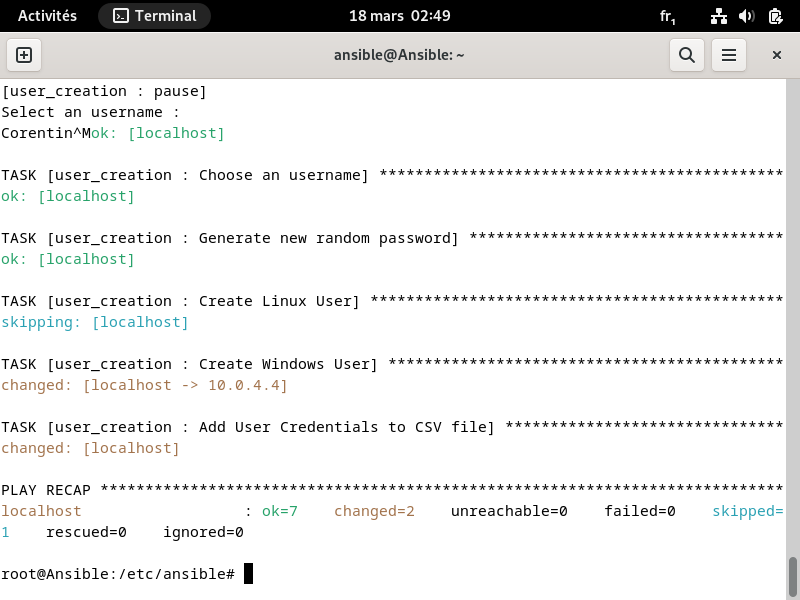 Activités Terminal 18 mars 02:49 fr₁
ansible@Ansible: ~
[user_creation : pause]
Select an username :
Corentin^Mok: [localhost]
TASK [user_creation : Choose an username] *********************************************
ok: [localhost]
TASK [user_creation : Generate new random password] ***********************************
ok: [localhost]
TASK [user_creation : Create Linux User] **********************************************
skipping: [localhost]
TASK [user_creation : Create Windows User] ********************************************
changed: [localhost -> 10.0.4.4]
TASK [user_creation : Add User Credentials to CSV file] *******************************
changed: [localhost]
PLAY RECAP ****************************************************************************
localhost                  : ok=7    changed=2    unreachable=0    failed=0    skipped=
1    rescued=0    ignored=0
root@Ansible:/etc/ansible#